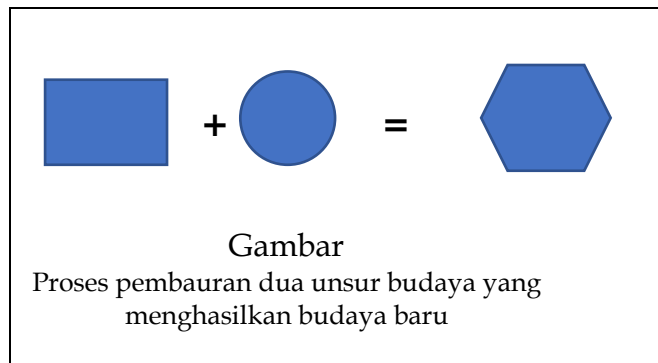 + =
Gambar
Proses pembauran dua unsur budaya yang
menghasilkan budaya baru